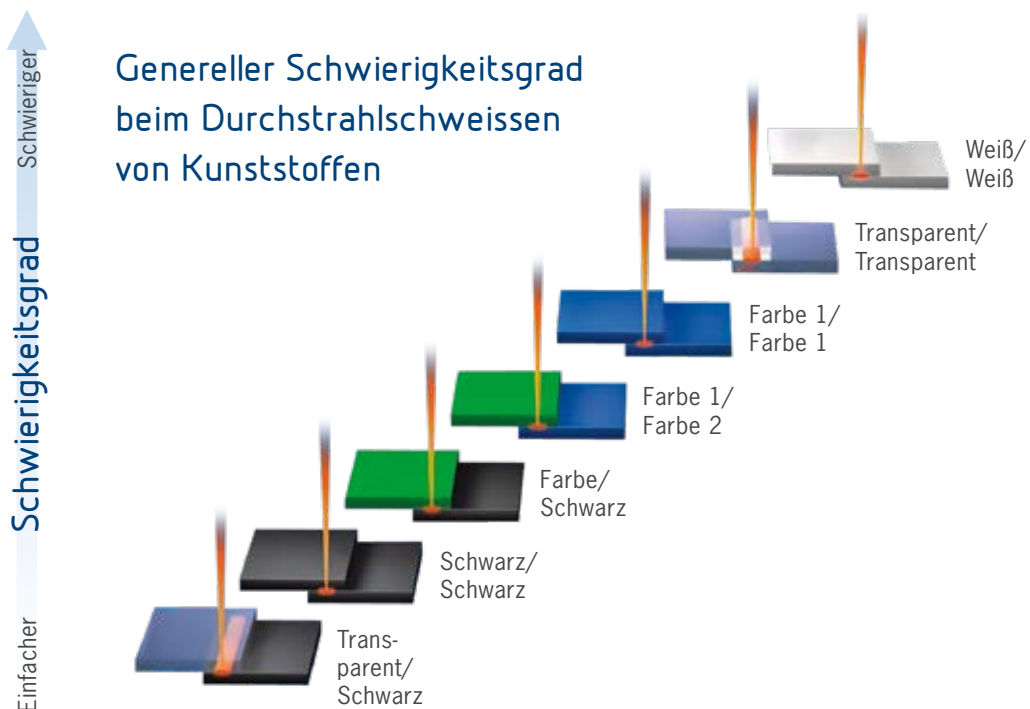 Genereller Schwierigkeitsgrad
beim Durchstrahlschweissen
von Kunststoffen
Schwieriger
Schwierigkeitsgrad
Einfacher
Weiß/
Weiß
Transparent/
Transparent
Farbe 1/
Farbe 1
Farbe 1/
Farbe 2
Farbe/
Schwarz
Schwarz/
Schwarz
Trans-
parent/
Schwarz